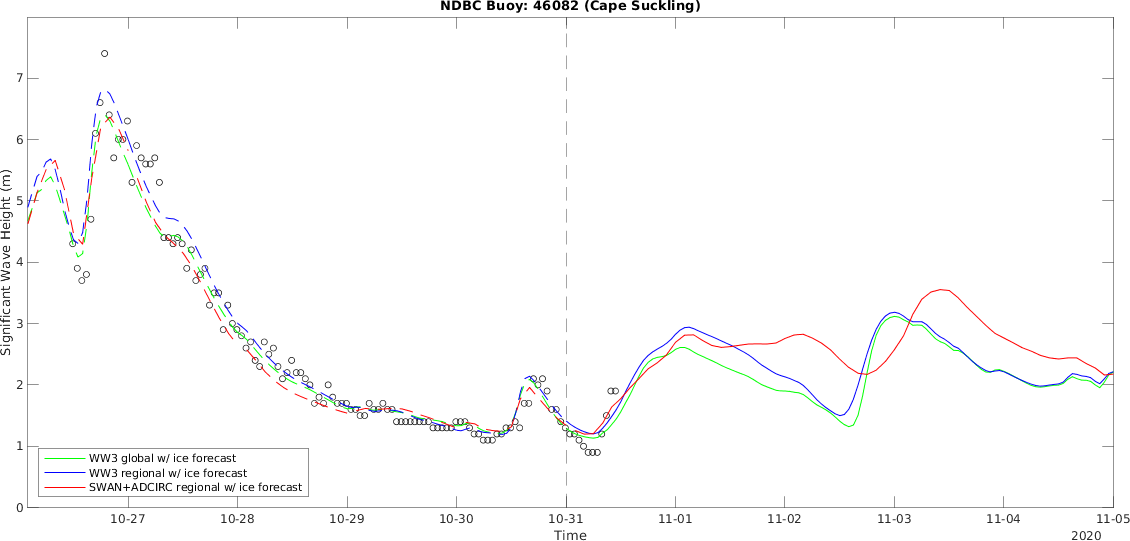 NDBC Buoy: 46082 (Cape Suckling)
Significant Wave Height (m)
7
6
5
4
3
2
1
0
WW3 global w/ ice forecast
WW3 regional w/ ice forecast
SWAN+ADCIRC regional w/ ice forecast
10-27 10-28 10-29 10-30 10-31 11-01 11-02 11-03 11-04 11-05
Time
2020